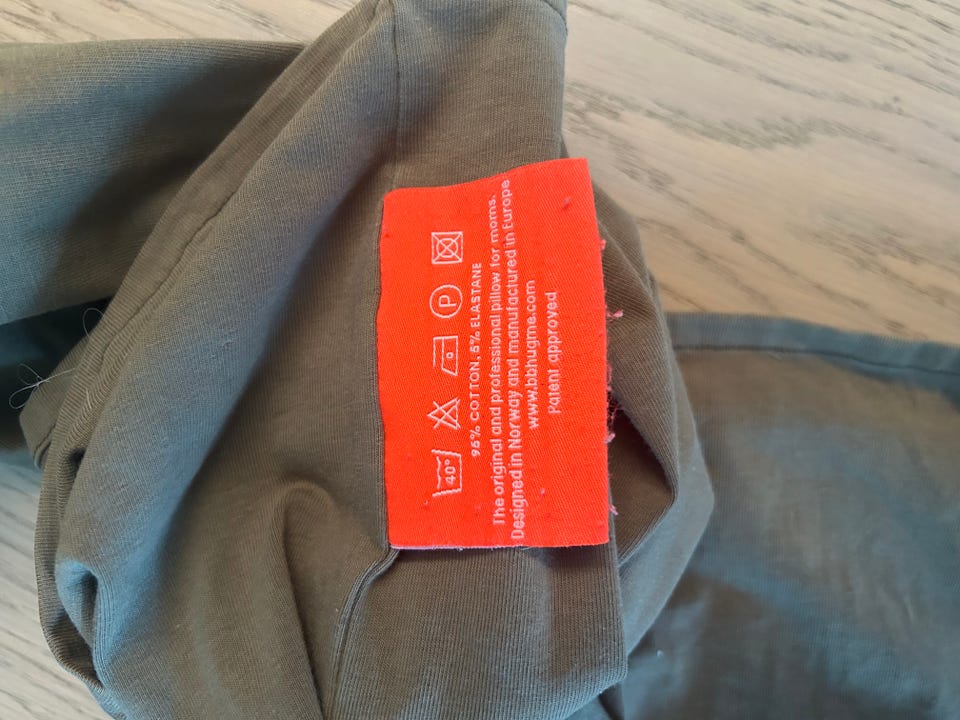 40°
P
95% COTTON, 5% ELASTANE
The original and professional pillow for moms.
Designed in Norway and manufactured in Europe
www.bbhugme.com
Patent approved